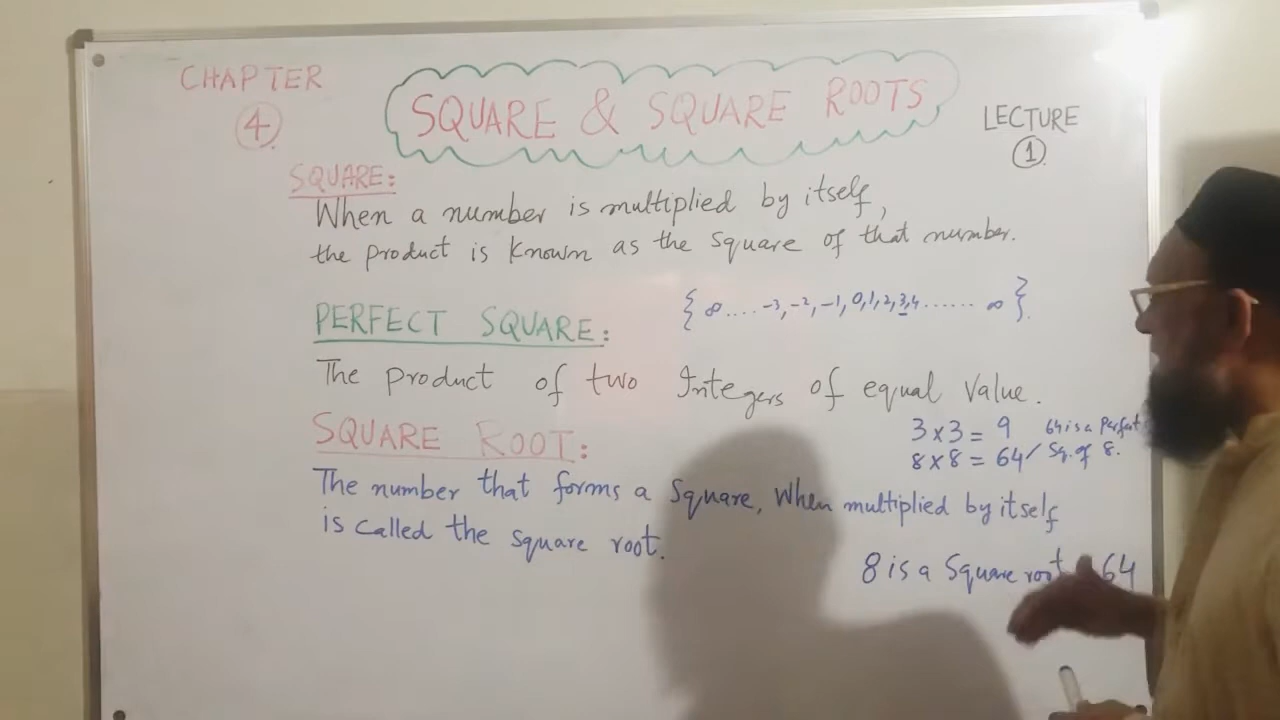 CHAPTER
4
SQUARE & SQUARE ROOTS
LECTURE
1
SQUARE:
When a number is multiplied by itself,
the product is known as the square of that number.
{ ∞.... -3, -2, -1, 0, 1, 2, 3, 4 ...... ∞ }.
PERFECT SQUARE:
The product of two Integers of equal value.
3 x 3 = 9
8 x 8 = 64
64 is a Perfect
Sq. of 8.
SQUARE ROOT:
The number that forms a square, when multiplied by itself
is called the square root.
8 is a square root 64